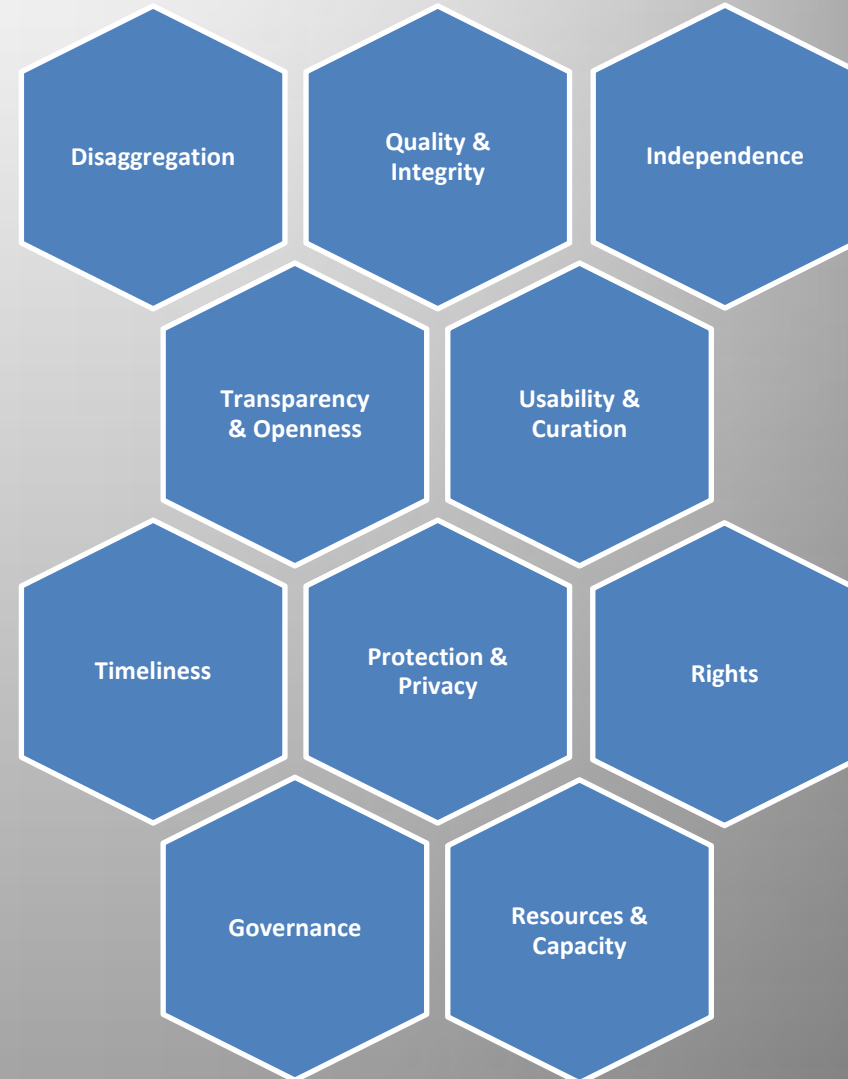 Disaggregation
Quality &
Integrity
Independence
Transparency
& Openness
Usability &
Curation
Timeliness
Protection &
Privacy
Rights
Governance
Resources &
Capacity